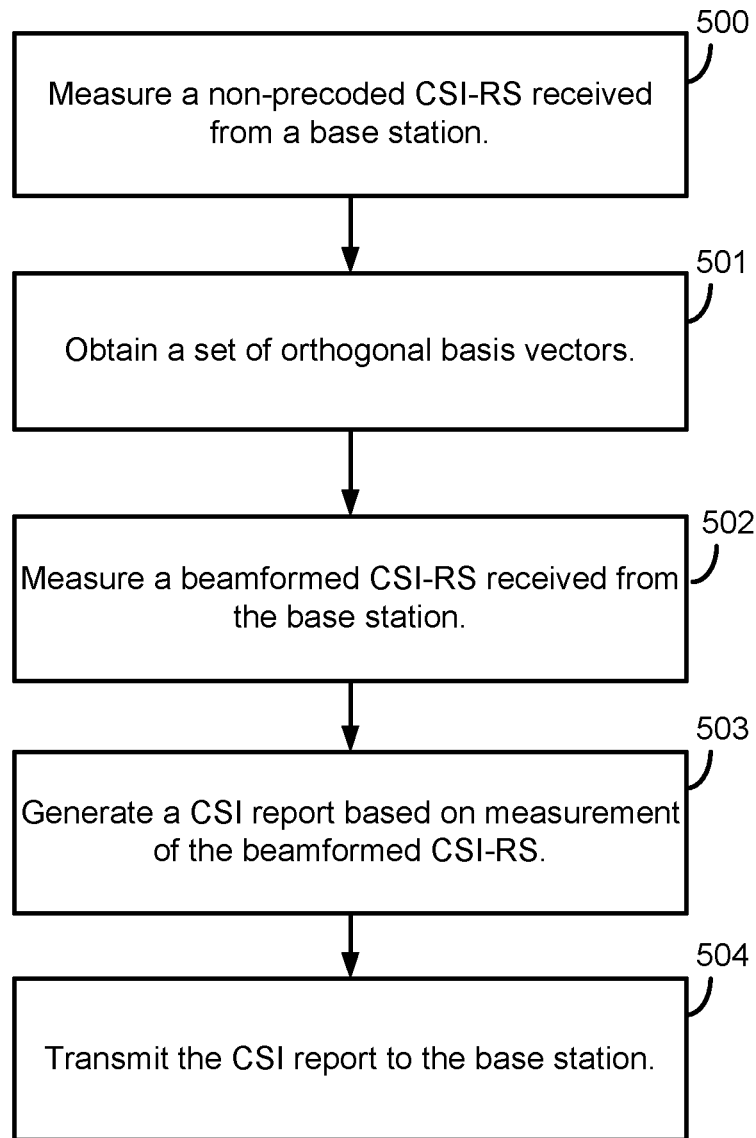 500
Measure a non-precoded CSI-RS received
from a base station.
501
Obtain a set of orthogonal basis vectors.
502
Measure a beamformed CSI-RS received from
the base station.
503
Generate a CSI report based on measurement
of the beamformed CSI-RS.
504
Transmit the CSI report to the base station.